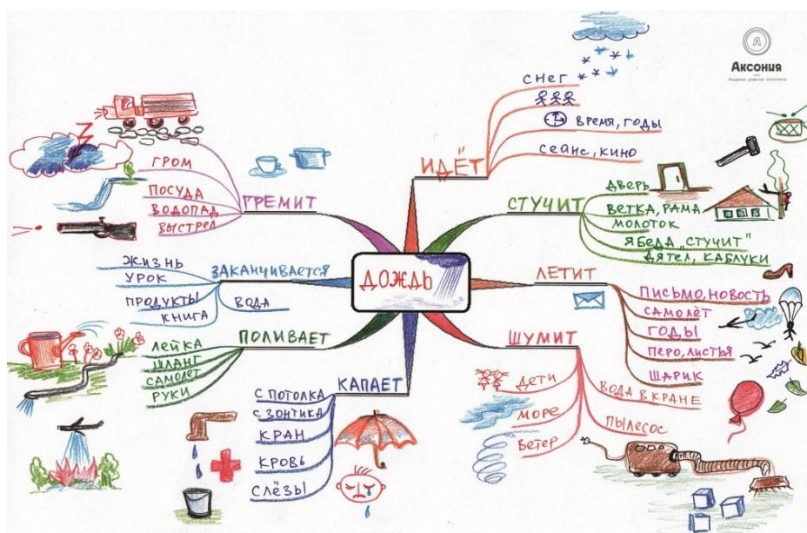 Аксония
ДОЖДЬ
ИДЁТ
снег
время, годы
сеанс, кино
СТУЧИТ
дверь
ветка, рама
молоток
ябеда „стучит"
дятел, каблуки
ЛЕТИТ
письмо, новость
самолёт
годы
перо, листья
шарик
ШУМИТ
дети
море
ветер
вода в кране
пылесос
КАПАЕТ
с потолка
с зонтика
кран
кровь
слёзы
ПОЛИВАЕТ
лейка
шланг
самолет
руки
ЗАКАНЧИВАЕТСЯ
жизнь
урок
продукты
книга
вода
ГРЕМИТ
гром
посуда
водопад
выстрел